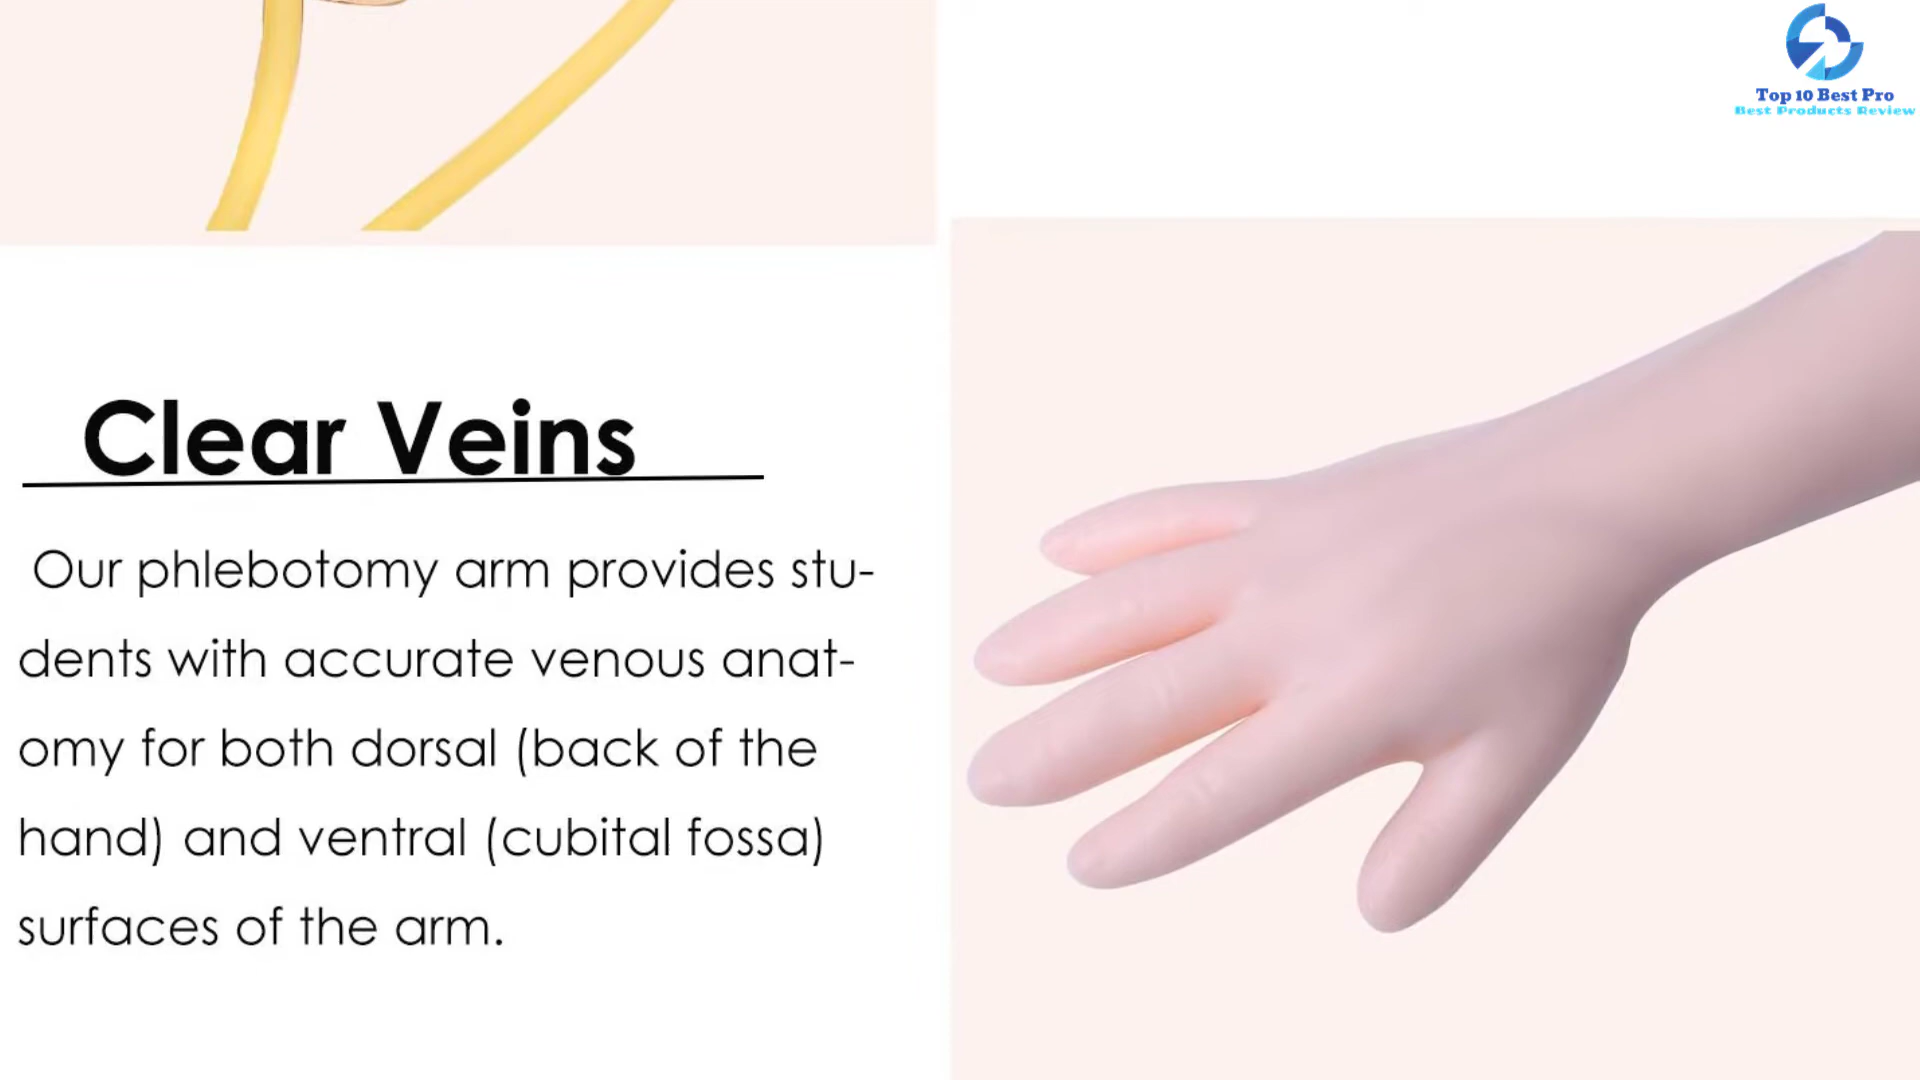 Top 10 Best Pro
Best Products Review
Clear Veins
Our phlebotomy arm provides stu-
dents with accurate venous anat-
omy for both dorsal (back of the
hand) and ventral (cubital fossa)
surfaces of the arm.